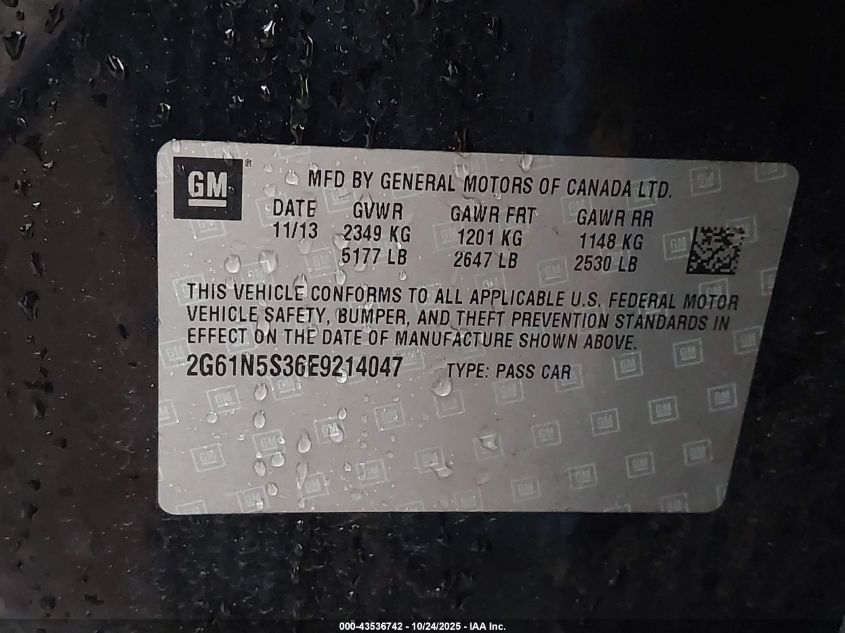 GM ®
MFD BY GENERAL MOTORS OF CANADA LTD.
DATE GVWR GAWR FRT GAWR RR
11/13 2349 KG 1201 KG 1148 KG
5177 LB 2647 LB 2530 LB
THIS VEHICLE CONFORMS TO ALL APPLICABLE U.S. FEDERAL MOTOR
VEHICLE SAFETY, BUMPER, AND THEFT PREVENTION STANDARDS IN
EFFECT ON THE DATE OF MANUFACTURE SHOWN ABOVE.
2G61N5S36E9214047 TYPE: PASS CAR
000-43536742 - 10/24/2025 - IAA Inc.